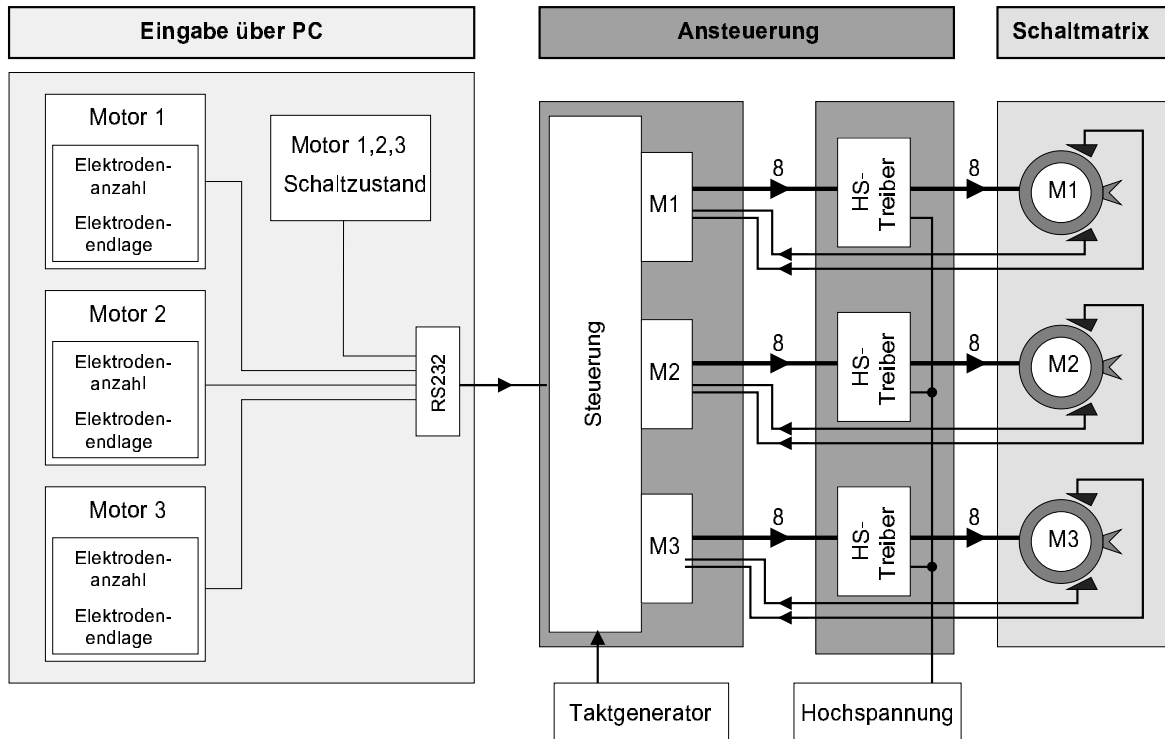 Eingabe über PC
Ansteuerung
Schaltmatrix
Motor 1
Elektroden-
anzahl
Elektroden-
endlage
Motor 1,2,3
Schaltzustand
Motor 2
Elektroden-
anzahl
Elektroden-
endlage
Motor 3
Elektroden-
anzahl
Elektroden-
endlage
RS232
Steuerung
M1
8
HS-
Treiber
8
M1
M2
8
HS-
Treiber
8
M2
M3
8
HS-
Treiber
8
M3
Taktgenerator
Hochspannung